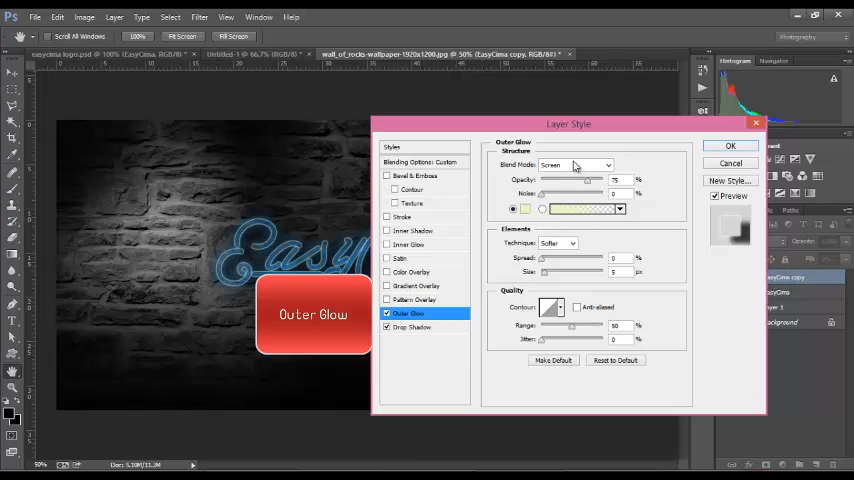 Ps File Edit Image Layer Type Select Filter View Window Help
Scroll All Windows 100% Fit Screen Fill Screen Photography
easycima logo.psd @ 100% (EasyCima, RGB/8) * × Untitled-1 @ 66.7% (RGB/8) * × wall_of_rocks-wallpaper-1920x1200.jpg @ 50% (EasyCima copy, RGB/8#) * ×
Histogram Navigator
Layer Style
Styles
Blending Options: Custom
Bevel & Emboss
Contour
Texture
Stroke
Inner Shadow
Inner Glow
Satin
Color Overlay
Gradient Overlay
Pattern Overlay
Outer Glow
Drop Shadow
Outer Glow
Structure
Blend Mode: Screen
Opacity: 75 %
Noise: 0 %
Elements
Technique: Softer
Spread: 0 %
Size: 5 px
Quality
Contour: Anti-aliased
Range: 50 %
Jitter: 0 %
Make Default Reset to Default
OK
Cancel
New Style...
Preview
Paths
Opacity:
EasyCima copy
EasyCima
Layer 1
Background
Outer Glow
50% Doc: 5.10M/11.2M